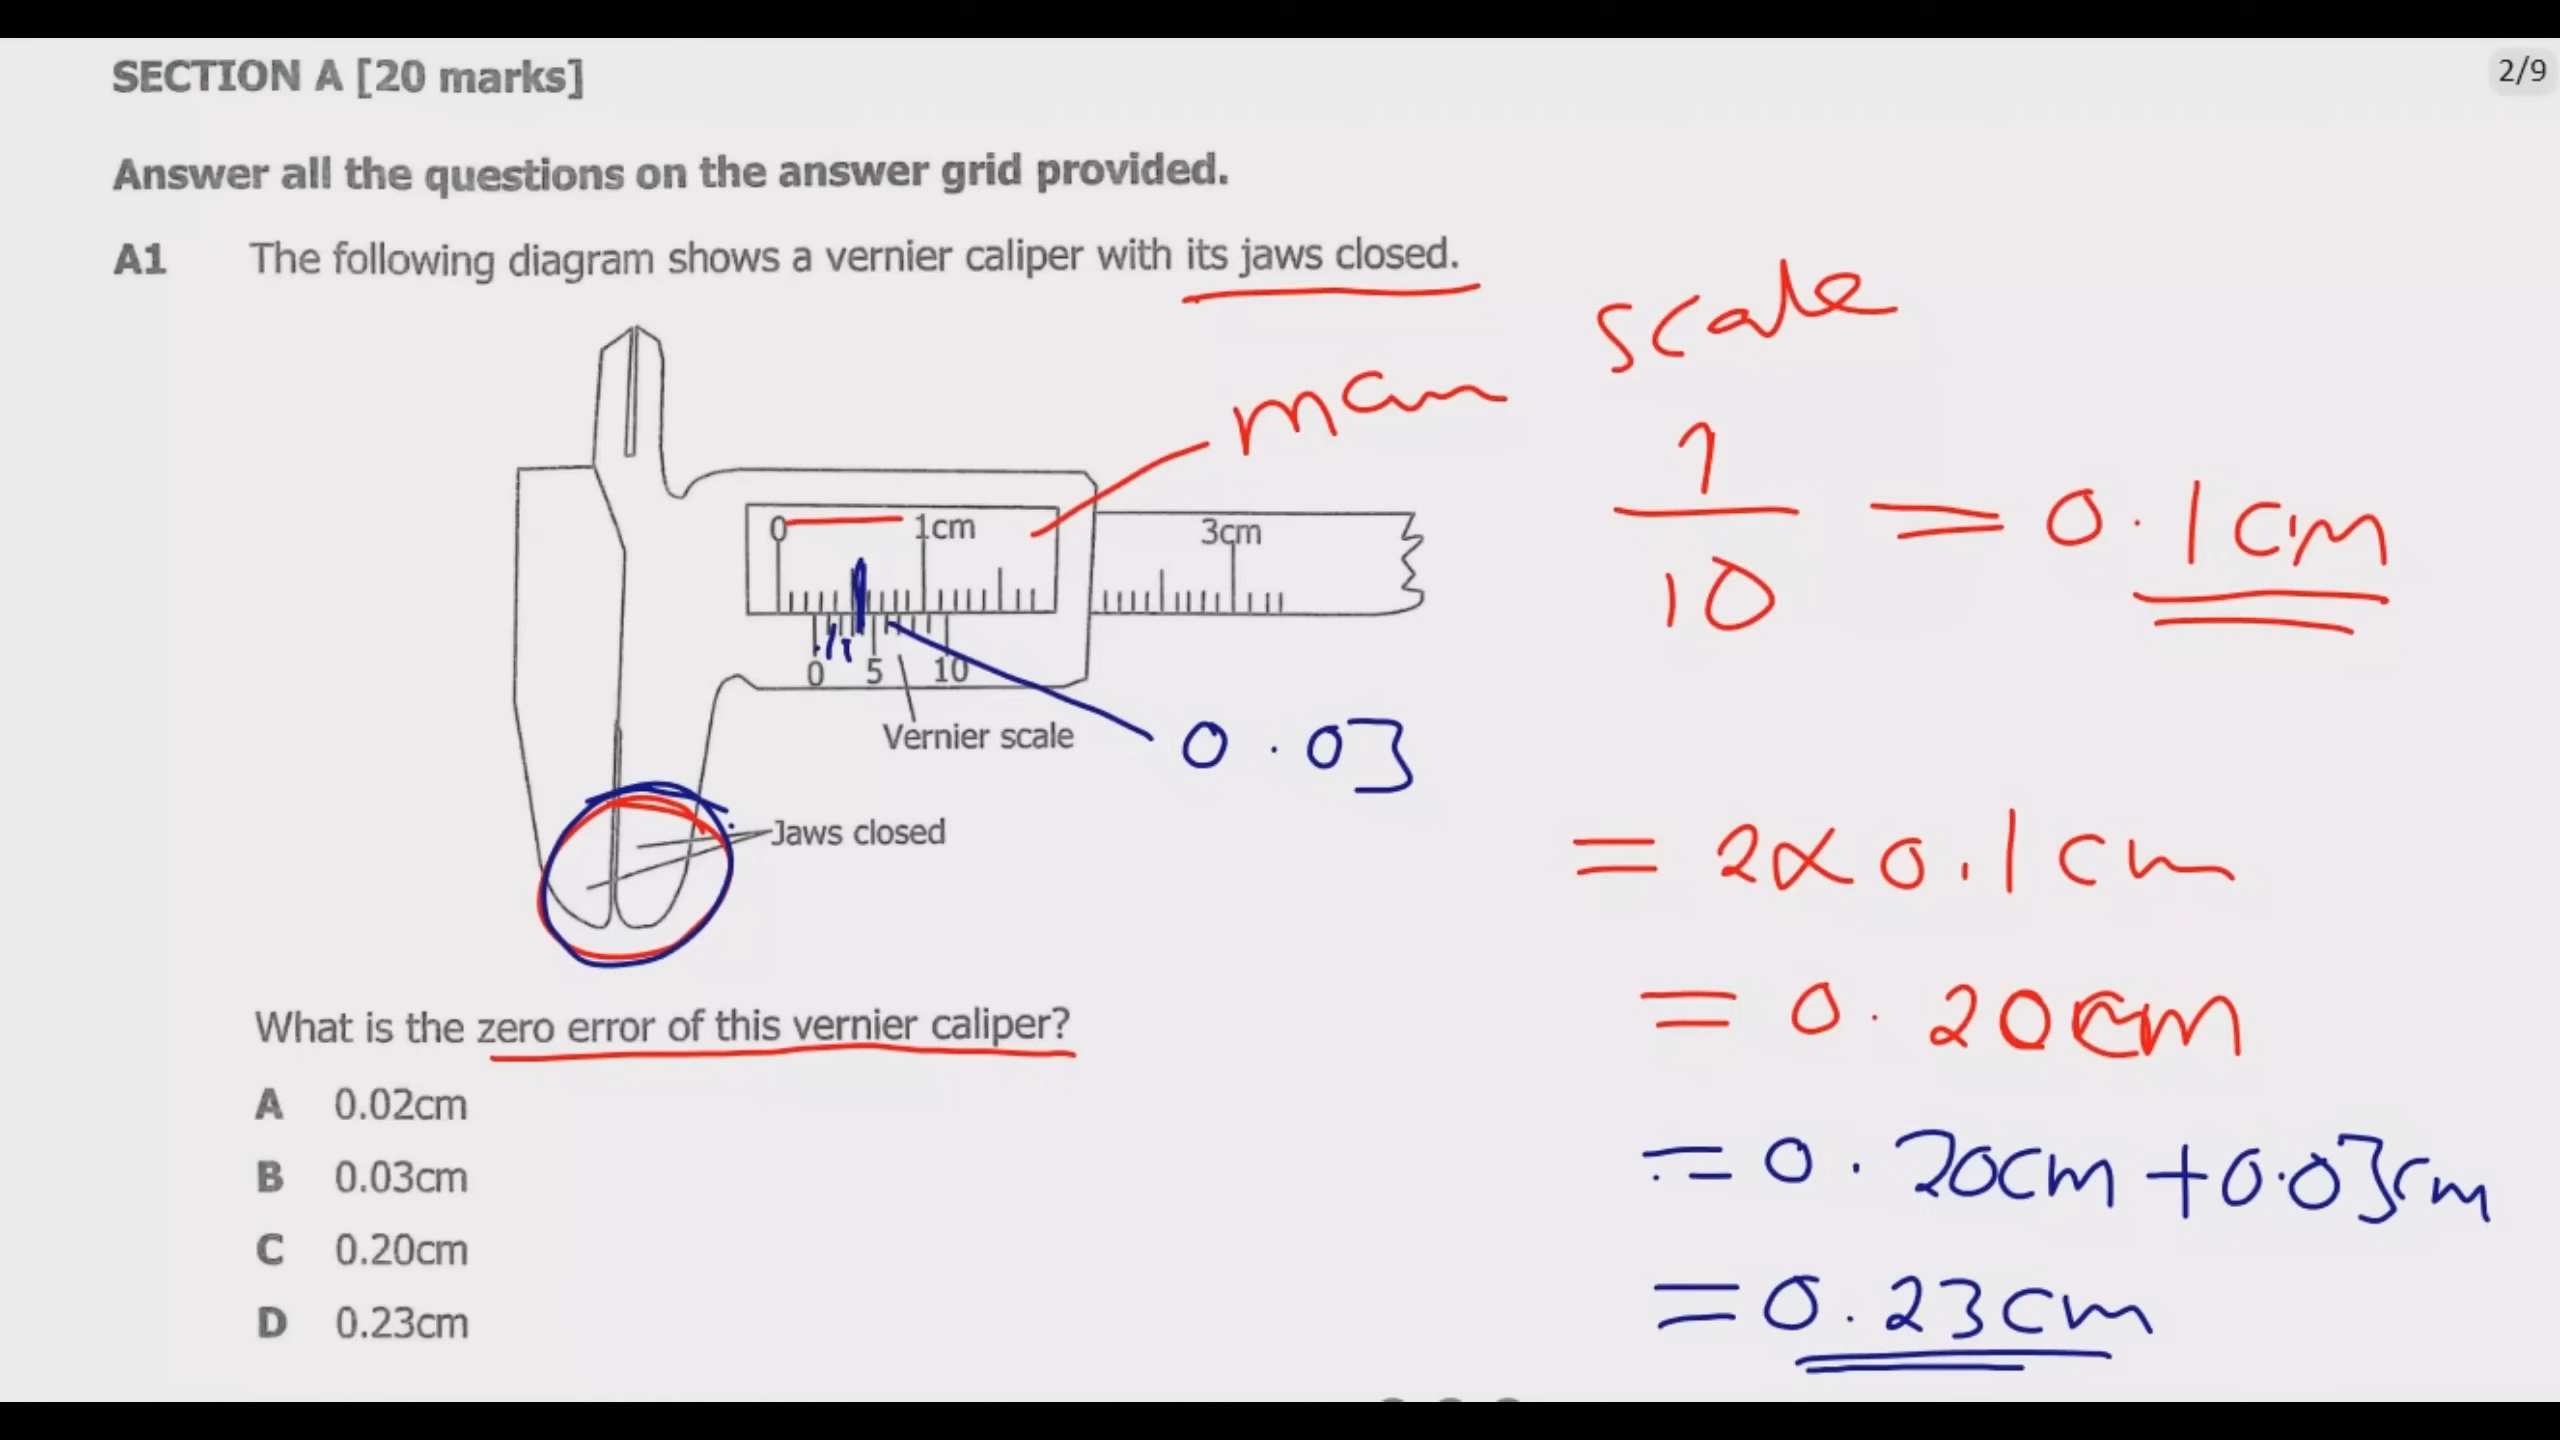 SECTION A [20 marks]
2/9
Answer all the questions on the answer grid provided.
A1 The following diagram shows a vernier caliper with its jaws closed.
scale
main
1
10
= 0.1cm
0 1cm 3cm
0 5 10
Vernier scale
0.03
Jaws closed
= 2x0.1cm
= 0.20cm
= 0.20cm+0.03cm
= 0.23cm
What is the zero error of this vernier caliper?
A 0.02cm
B 0.03cm
C 0.20cm
D 0.23cm